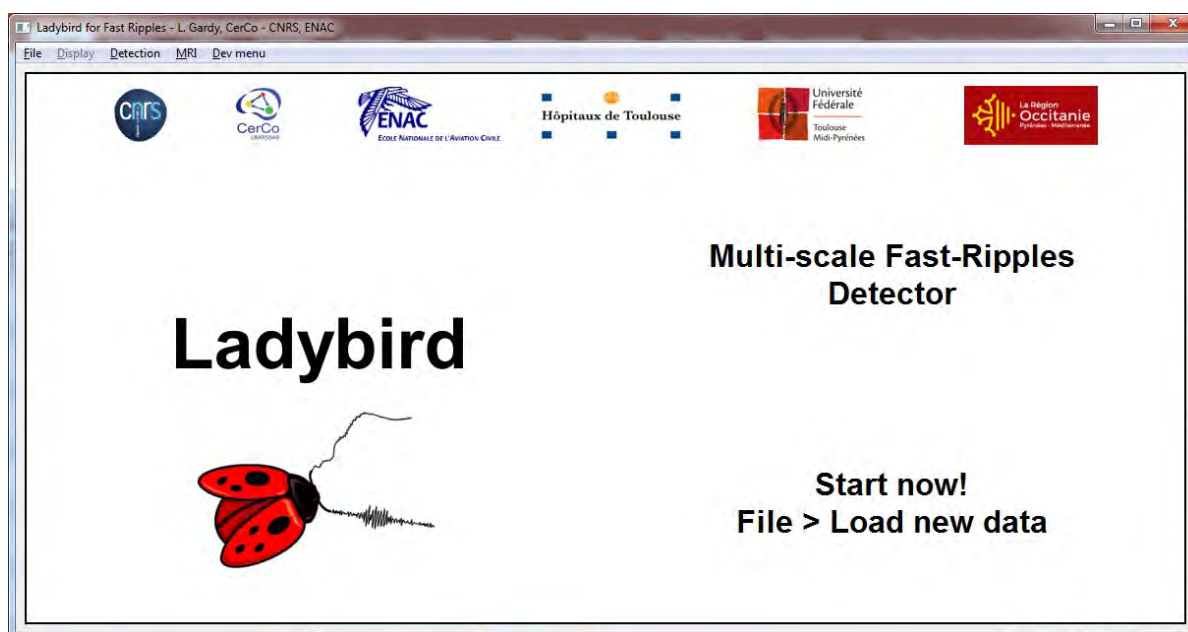 Ladybird for Fast Ripples - L. Gardy, CerCo - CNRS, ENAC
File Display Detection MRI Dev menu
cnrs
CerCo
ENAC
ECOLE NATIONALE DE L'AVIATION CIVILE
Hôpitaux de Toulouse
Université
Fédérale
Toulouse
Midi-Pyrénées
La Région
Occitanie
Pyrénées - Méditerranée
Multi-scale Fast-Ripples
Detector
Ladybird
Start now!
File > Load new data